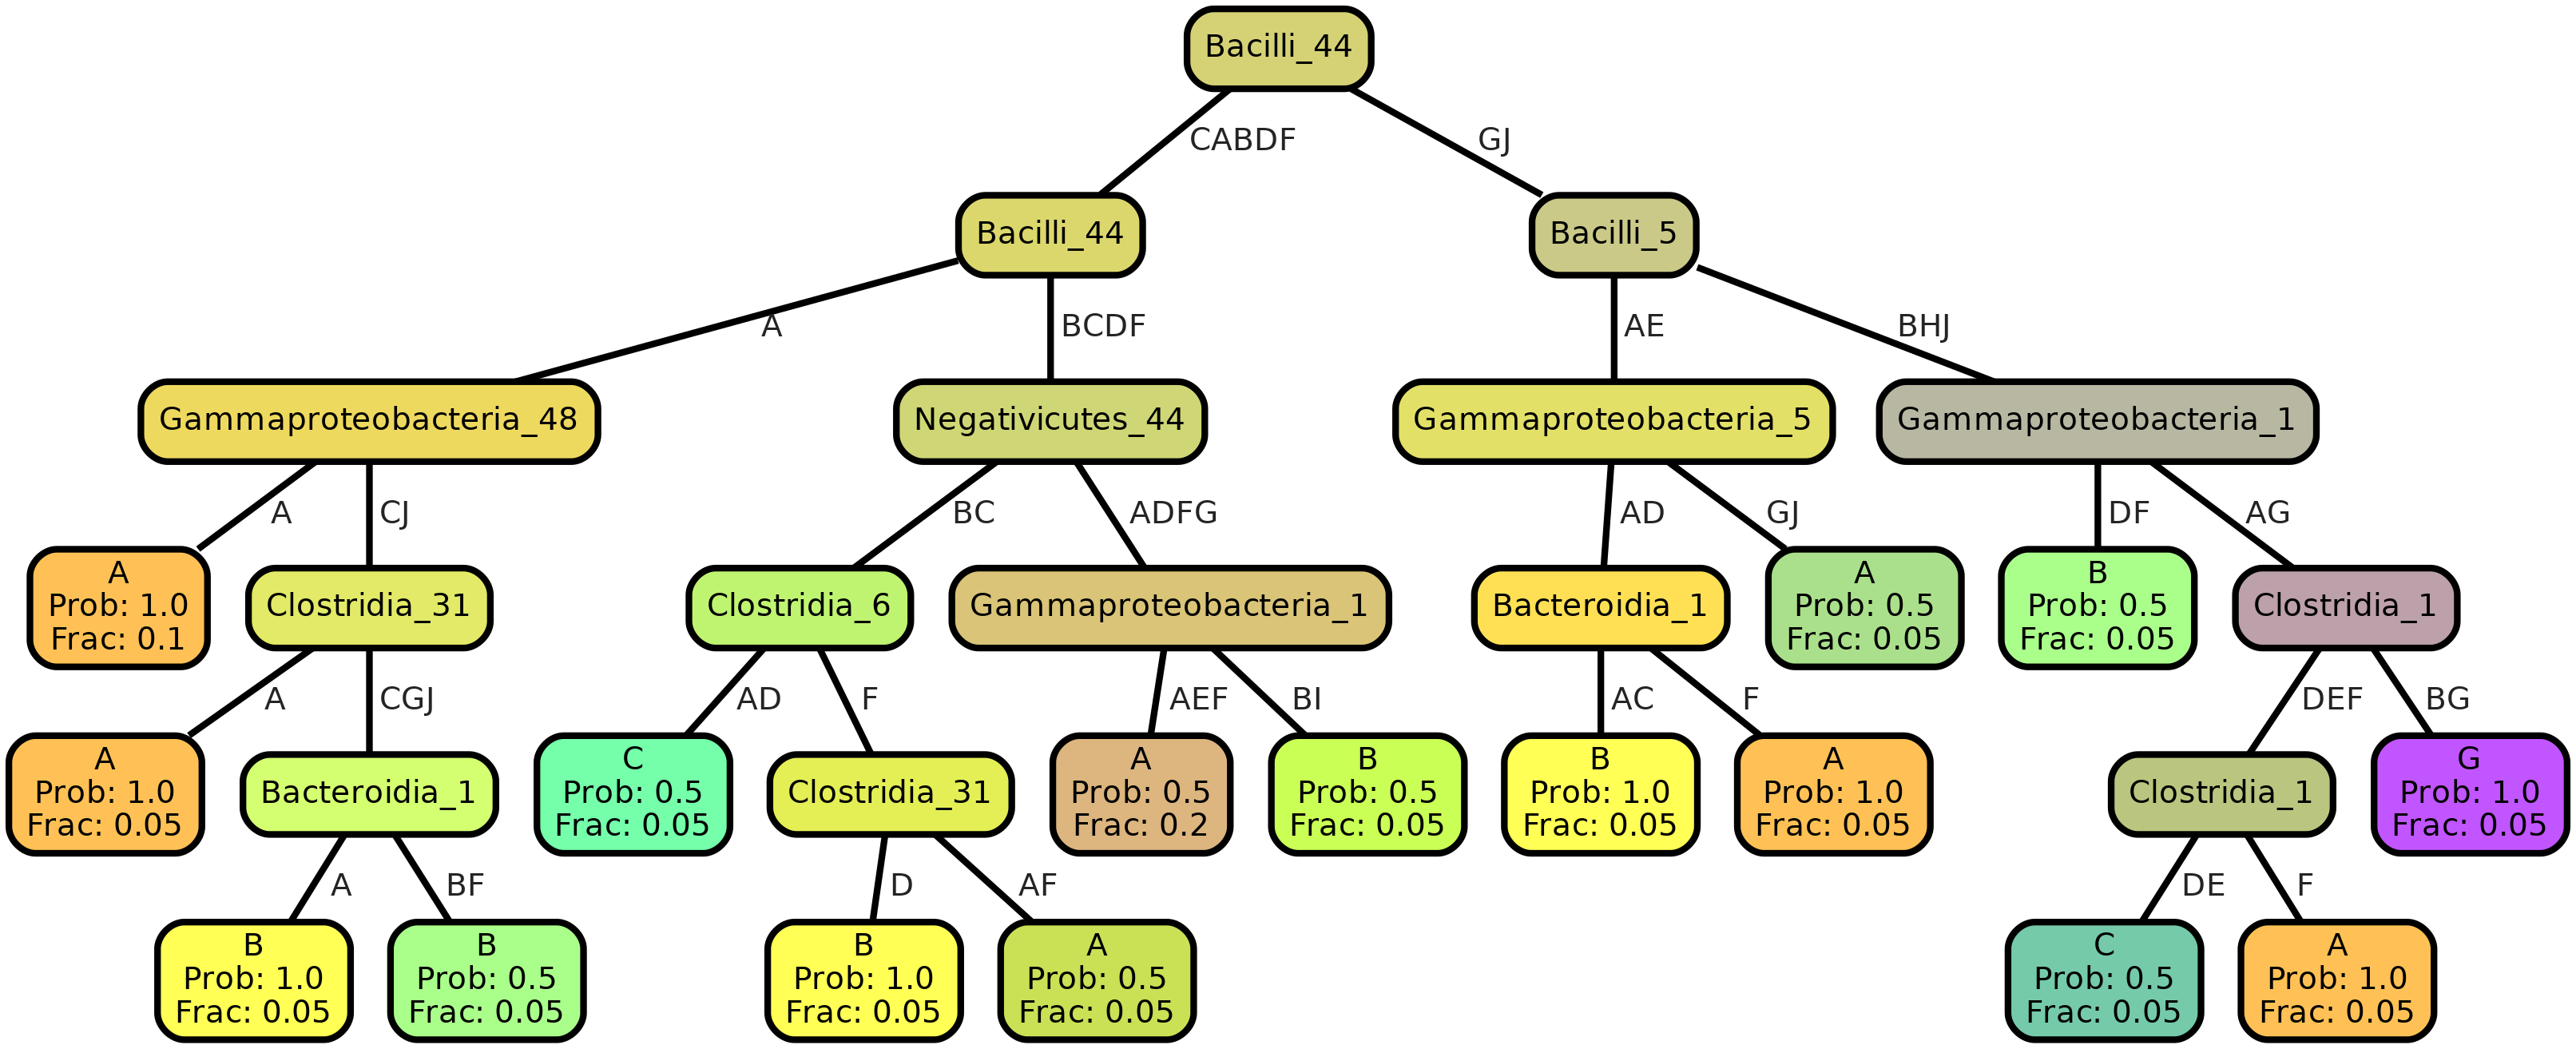 Bacilli_44
CABDF
GJ
Bacilli_44
Bacilli_5
A
BCDF
AE
BHJ
Gammaproteobacteria_48
Negativicutes_44
Gammaproteobacteria_5
Gammaproteobacteria_1
A
CJ
BC
ADFG
AD
GJ
DF
AG
A
Prob: 1.0
Frac: 0.1
Clostridia_31
Clostridia_6
Gammaproteobacteria_1
Bacteroidia_1
A
Prob: 0.5
Frac: 0.05
B
Prob: 0.5
Frac: 0.05
Clostridia_1
A
CGJ
AD
F
AEF
BI
AC
F
DEF
BG
A
Prob: 1.0
Frac: 0.05
Bacteroidia_1
C
Prob: 0.5
Frac: 0.05
Clostridia_31
A
Prob: 0.5
Frac: 0.2
B
Prob: 0.5
Frac: 0.05
B
Prob: 1.0
Frac: 0.05
A
Prob: 1.0
Frac: 0.05
Clostridia_1
G
Prob: 1.0
Frac: 0.05
A
BF
D
AF
DE
F
B
Prob: 1.0
Frac: 0.05
B
Prob: 0.5
Frac: 0.05
B
Prob: 1.0
Frac: 0.05
A
Prob: 0.5
Frac: 0.05
C
Prob: 0.5
Frac: 0.05
A
Prob: 1.0
Frac: 0.05